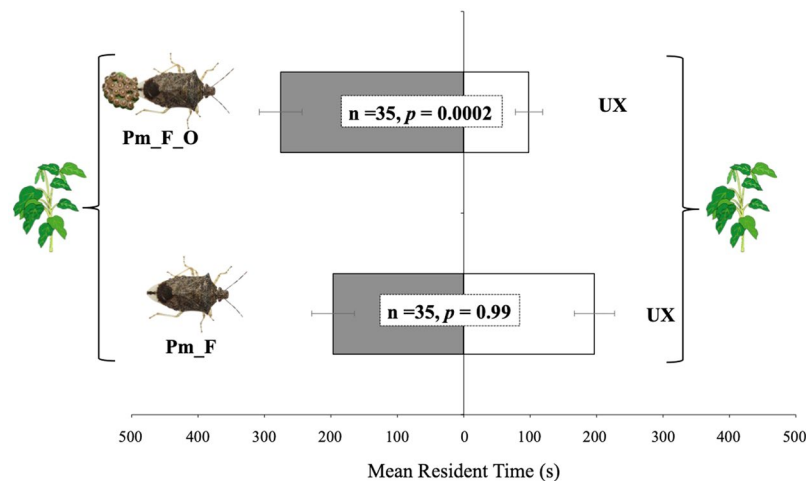 Pm_F_O
n =35, p = 0.0002
UX
Pm_F
n =35, p = 0.99
UX
500 400 300 200 100 0 100 200 300 400 500
Mean Resident Time (s)